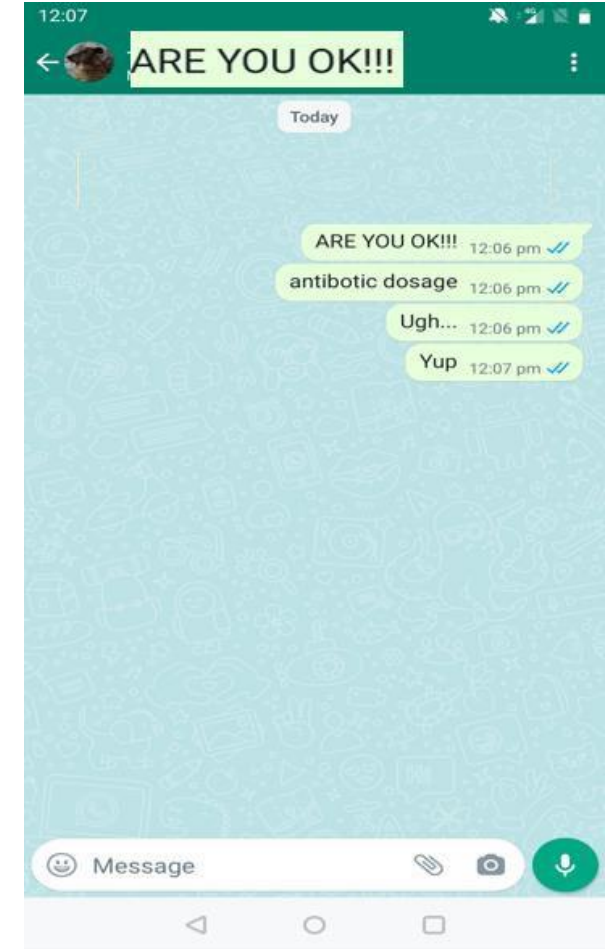 12:07
ARE YOU OK!!!
Today
ARE YOU OK!!! 12:06 pm
antibotic dosage 12:06 pm
Ugh... 12:06 pm
Yup 12:07 pm
Message